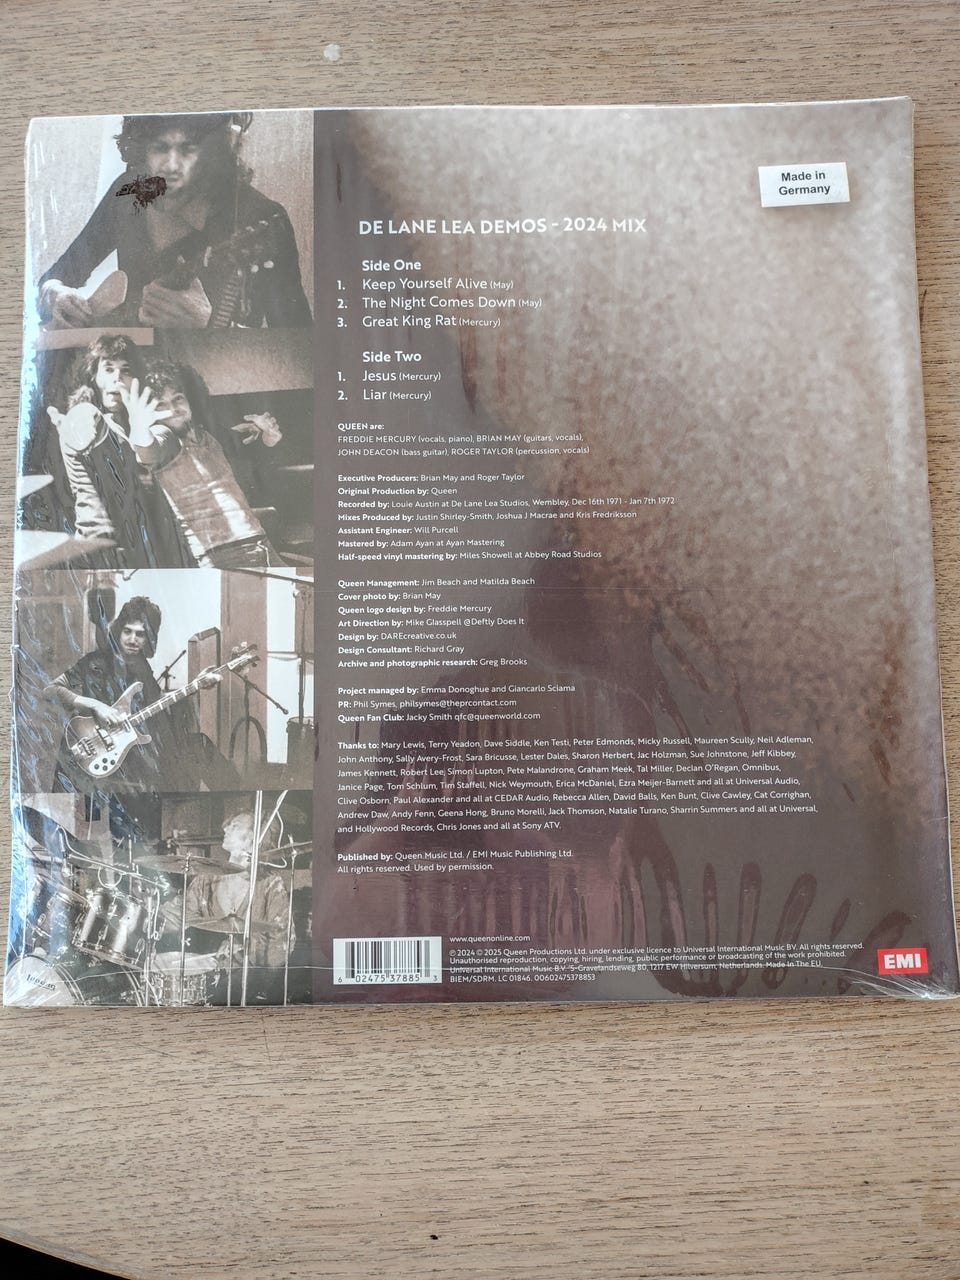 Made in
Germany
DE LANE LEA DEMOS - 2024 MIX
Side One
1. Keep Yourself Alive (May)
2. The Night Comes Down (May)
3. Great King Rat (Mercury)
Side Two
1. Jesus (Mercury)
2. Liar (Mercury)
QUEEN are:
FREDDIE MERCURY (vocals, piano), BRIAN MAY (guitars, vocals),
JOHN DEACON (bass guitar), ROGER TAYLOR (percussion, vocals)
Executive Producers: Brian May and Roger Taylor
Original Production by: Queen
Recorded by: Louie Austin at De Lane Lea Studios, Wembley, Dec 16th 1971 - Jan 7th 1972
Mixes Produced by: Justin Shirley-Smith, Joshua J Macrae and Kris Fredriksson
Assistant Engineer: Will Purcell
Mastered by: Adam Ayan at Ayan Mastering
Half-speed vinyl mastering by: Miles Showell at Abbey Road Studios
Queen Management: Jim Beach and Matilda Beach
Cover photo by: Brian May
Queen logo design by: Freddie Mercury
Art Direction by: Mike Glasspell @Deftly Does It
Design by: DAREcreative.co.uk
Design Consultant: Richard Gray
Archive and photographic research: Greg Brooks
Project managed by: Emma Donoghue and Giancarlo Sciama
PR: Phil Symes, philsymes@theprcontact.com
Queen Fan Club: Jacky Smith qfc@queenworld.com
Thanks to: Mary Lewis, Terry Yeadon, Dave Siddle, Ken Testi, Peter Edmonds, Micky Russell, Maureen Scully, Neil Adleman,
John Anthony, Sally Avery-Frost, Sara Bricusse, Lester Dales, Sharon Herbert, Jac Holzman, Sue Johnstone, Jeff Kibbey,
James Kennett, Robert Lee, Simon Lupton, Pete Malandrone, Graham Meek, Tal Miller, Declan O'Regan, Omnibus,
Janice Page, Tom Schlum, Tim Staffell, Nick Weymouth, Erica McDaniel, Ezra Meijer-Barnett and all at Universal Audio,
Clive Osborn, Paul Alexander and all at CEDAR Audio, Rebecca Allen, David Balls, Ken Bunt, Clive Cawley, Cat Corrighan,
Andrew Daw, Andy Fenn, Geena Hong, Bruno Morelli, Jack Thomson, Natalie Turano, Sharrin Summers and all at Universal,
and Hollywood Records, Chris Jones and all at Sony ATV.
Published by: Queen Music Ltd. / EMI Music Publishing Ltd.
All rights reserved. Used by permission.
www.queenonline.com
℗ 2024 © 2025 Queen Productions Ltd. under exclusive licence to Universal International Music BV. All rights reserved.
Unauthorised reproduction, copying, hiring, lending, public performance or broadcasting of the work prohibited.
Universal International Music B.V. 's-Gravelandseweg 80, 1217 EW Hilversum, Netherlands. Made In The EU.
BIEM/SDRM. LC 01846. 00602475378853
6 02475 37885 3
EMI